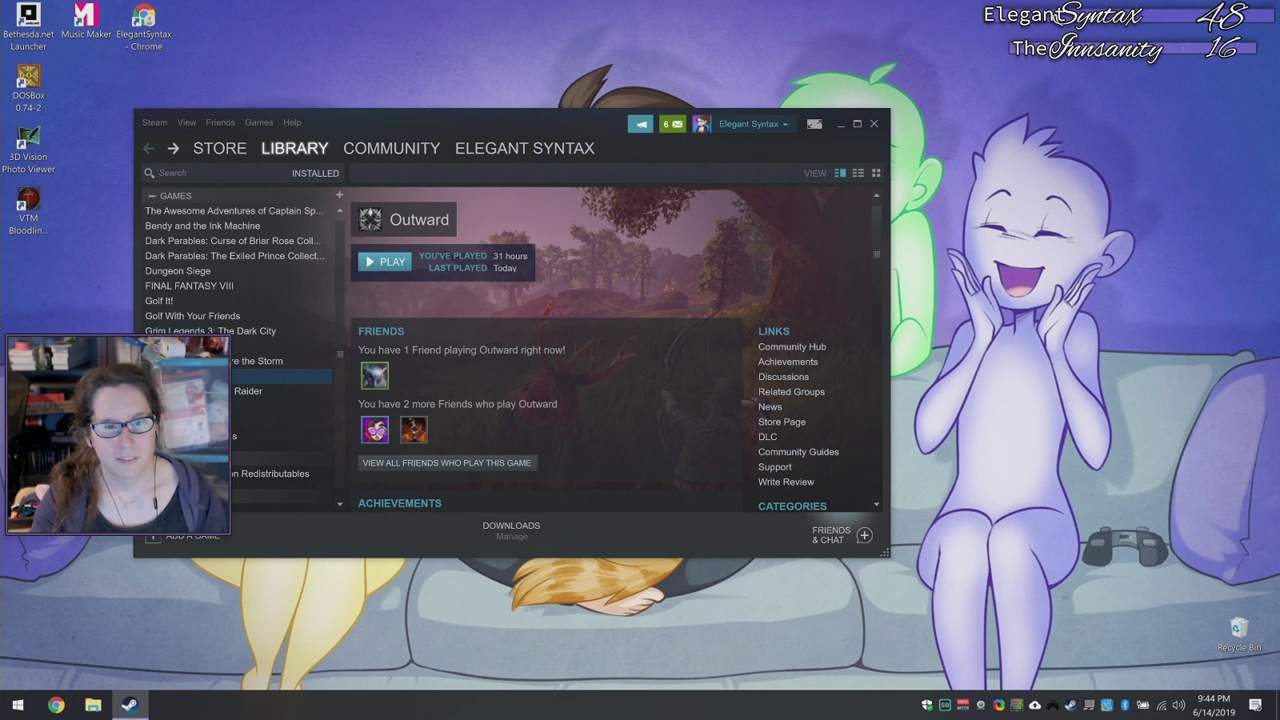 Bethesda.net
Launcher
Music Maker
ElegantSyntax
- Chrome
DOSBox
0.74-2
3D Vision
Photo Viewer
VTM
Bloodlin...
ElegantSyntax 48
TheInnsanity 16
Steam View Friends Games Help
6
Elegant Syntax
STORE LIBRARY COMMUNITY ELEGANT SYNTAX
Search INSTALLED
VIEW
GAMES
The Awesome Adventures of Captain Sp...
Bendy and the Ink Machine
Dark Parables: Curse of Briar Rose Coll...
Dark Parables: The Exiled Prince Collect...
Dungeon Siege
FINAL FANTASY VIII
Golf It!
Golf With Your Friends
Grim Legends 3: The Dark City
re the Storm
Raider
s
on Redistributables
ADD A GAME...
Outward
PLAY
YOU'VE PLAYED 31 hours
LAST PLAYED Today
FRIENDS
You have 1 Friend playing Outward right now!
You have 2 more Friends who play Outward
VIEW ALL FRIENDS WHO PLAY THIS GAME
ACHIEVEMENTS
LINKS
Community Hub
Achievements
Discussions
Related Groups
News
Store Page
DLC
Community Guides
Support
Write Review
CATEGORIES
DOWNLOADS
Manage
FRIENDS
& CHAT
Recycle Bin
9:44 PM
6/14/2019